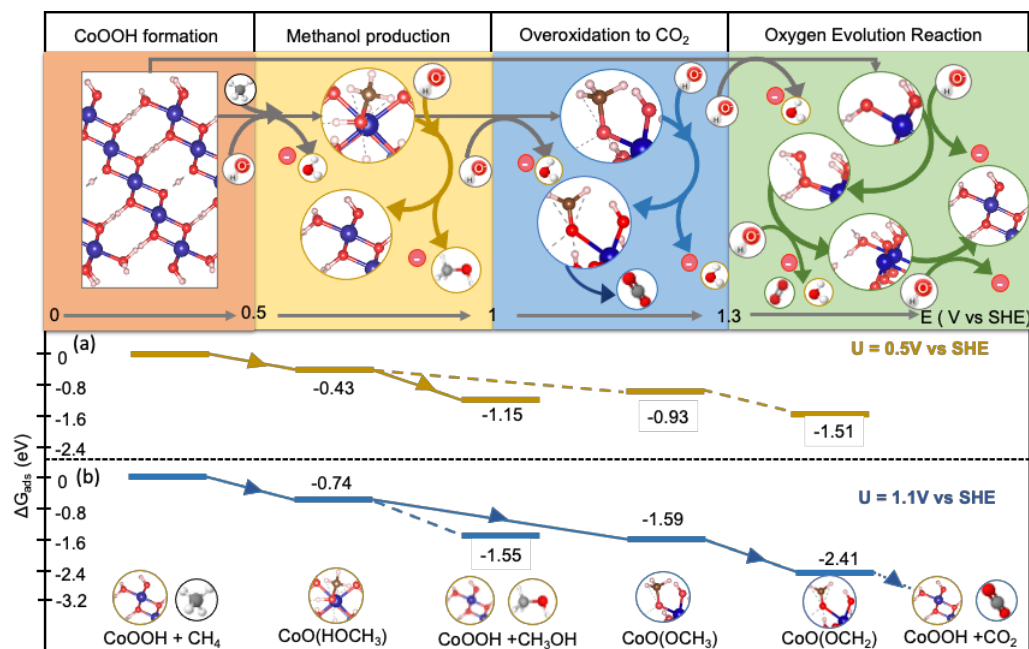 CoOOH formation
Methanol production
Overoxidation to CO₂
Oxygen Evolution Reaction
0
0.5
1
1.3
E ( V vs SHE)
(a)
U = 0.5V vs SHE
0
-0.8
-1.6
-2.4
-0.43
-1.15
-0.93
-1.51
ΔG_ads (eV)
(b)
U = 1.1V vs SHE
0
-0.8
-1.6
-2.4
-3.2
-0.74
-1.55
-1.59
-2.41
CoOOH + CH₄
CoO(HOCH₃)
CoOOH +CH₃OH
CoO(OCH₃)
CoO(OCH₂)
CoOOH +CO₂